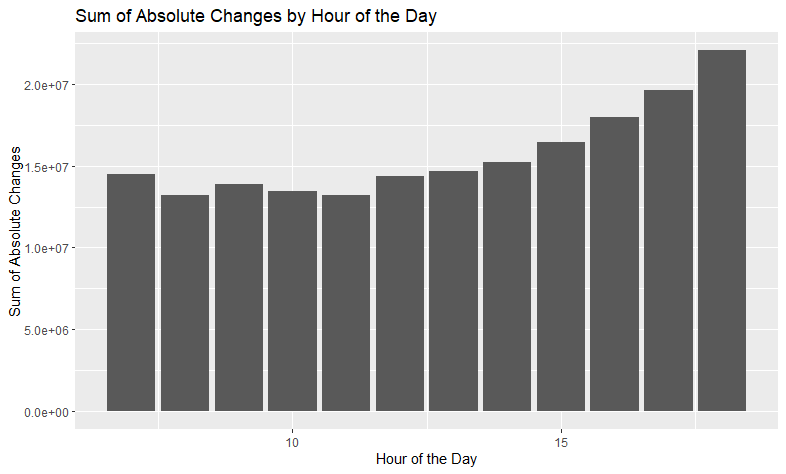 Sum of Absolute Changes by Hour of the Day
Sum of Absolute Changes
2.0e+07
1.5e+07
1.0e+07
5.0e+06
0.0e+00
10
15
Hour of the Day